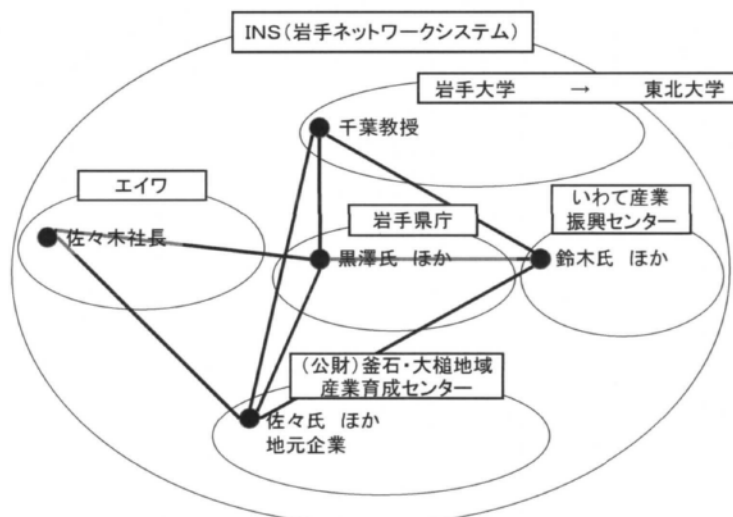 INS（岩手ネットワークシステム）
岩手大学　→　東北大学
千葉教授
エイワ
佐々木社長
岩手県庁
黒澤氏 ほか
いわて産業
振興センター
鈴木氏 ほか
（公財）釜石・大槌地域
産業育成センター
佐々氏 ほか
地元企業